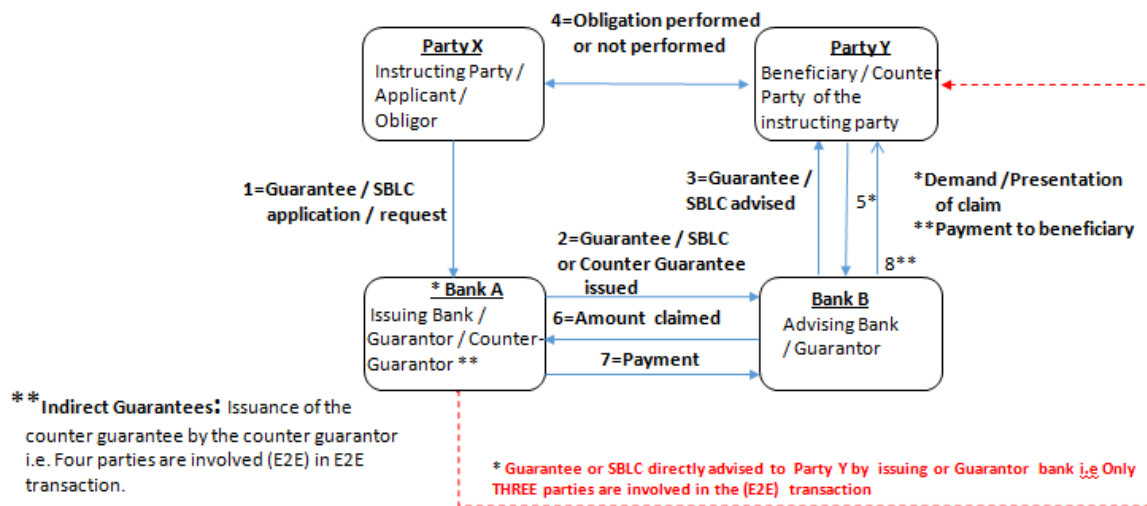 4=Obligation performed
or not performed
Party X
Instructing Party /
Applicant /
Obligor
Party Y
Beneficiary / Counter
Party of the
instructing party
1=Guarantee / SBLC
application / request
3=Guarantee /
SBLC advised
5*
*Demand /Presentation
of claim
**Payment to beneficiary
8**
2=Guarantee / SBLC
or Counter Guarantee
issued
* Bank A
Issuing Bank /
Guarantor / Counter-
Guarantor **
6=Amount claimed
7=Payment
Bank B
Advising Bank
/ Guarantor
**Indirect Guarantees: Issuance of the
counter guarantee by the counter guarantor
i.e. Four parties are involved (E2E) in E2E
transaction.
* Guarantee or SBLC directly advised to Party Y by issuing or Guarantor bank i.e Only
THREE parties are involved in the (E2E) transaction